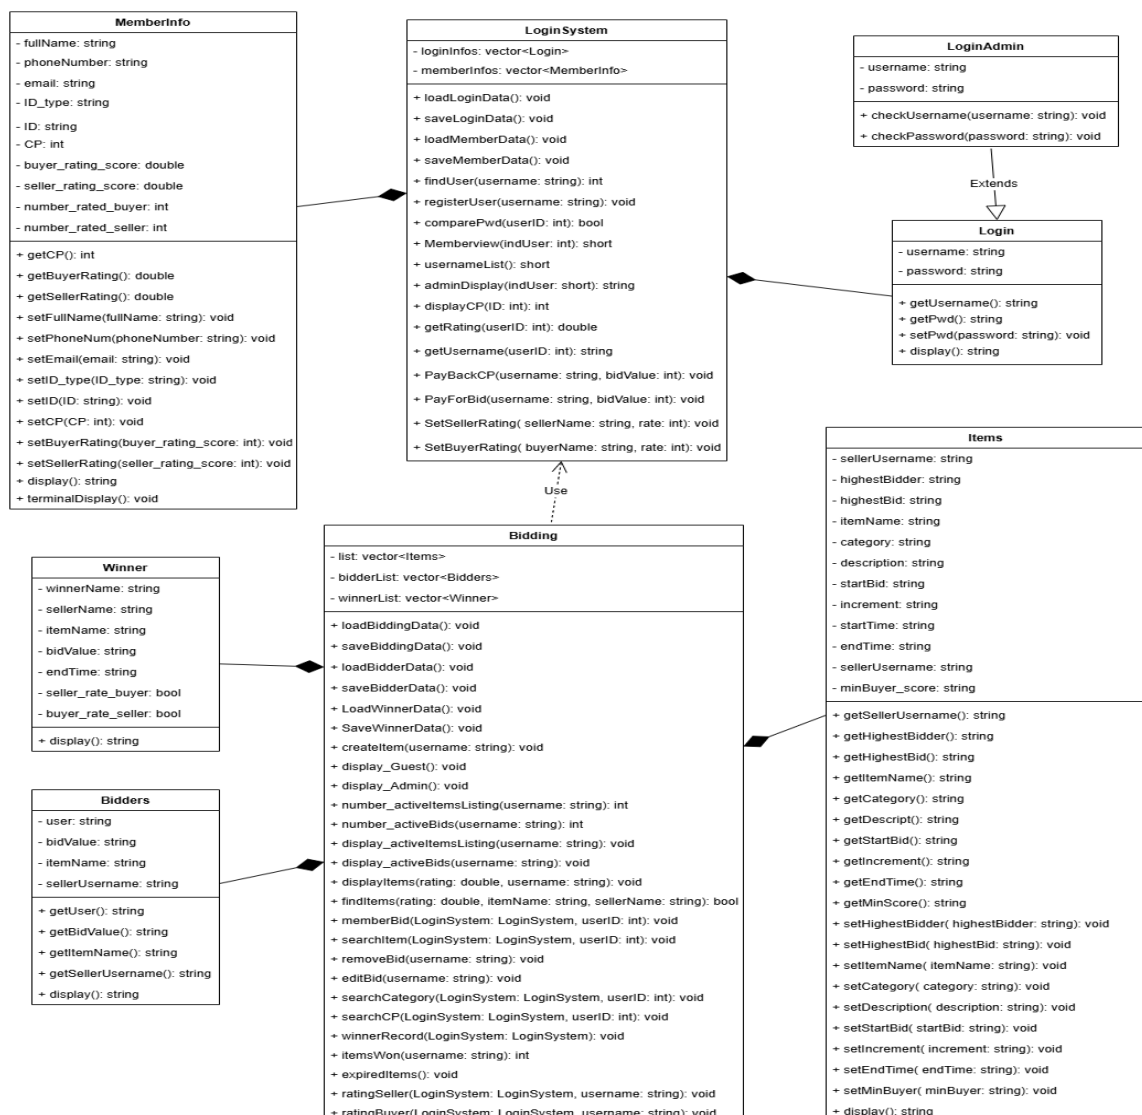 MemberInfo
- fullName: string
- phoneNumber: string
- email: string
- ID_type: string
- ID: string
- CP: int
- buyer_rating_score: double
- seller_rating_score: double
- number_rated_buyer: int
- number_rated_seller: int
+ getCP(): int
+ getBuyerRating(): double
+ getSellerRating(): double
+ setFullName(fullName: string): void
+ setPhoneNum(phoneNumber: string): void
+ setEmail(email: string): void
+ setID_type(ID_type: string): void
+ setID(ID: string): void
+ setCP(CP: int): void
+ setBuyerRating(buyer_rating_score: int): void
+ setSellerRating(seller_rating_score: int): void
+ display(): string
+ terminalDisplay(): void
LoginSystem
- loginInfos: vector<Login>
- memberInfos: vector<MemberInfo>
+ loadLoginData(): void
+ saveLoginData(): void
+ loadMemberData(): void
+ saveMemberData(): void
+ findUser(username: string): int
+ registerUser(username: string): void
+ comparePwd(userID: int): bool
+ Memberview(indUser: int): short
+ usernameList(): short
+ adminDisplay(indUser: short): string
+ displayCP(ID: int): int
+ getRating(userID: int): double
+ getUsername(userID: int): string
+ PayBackCP(username: string, bidValue: int): void
+ PayForBid(username: string, bidValue: int): void
+ SetSellerRating( sellerName: string, rate: int): void
+ SetBuyerRating( buyerName: string, rate: int): void
LoginAdmin
- username: string
- password: string
+ checkUsername(username: string): void
+ checkPassword(password: string): void
Extends
Login
- username: string
- password: string
+ getUsername(): string
+ getPwd(): string
+ setPwd(password: string): void
+ display(): string
Use
Winner
- winnerName: string
- sellerName: string
- itemName: string
- bidValue: string
- endTime: string
- seller_rate_buyer: bool
- buyer_rate_seller: bool
+ display(): string
Bidders
- user: string
- bidValue: string
- itemName: string
- sellerUsername: string
+ getUser(): string
+ getBidValue(): string
+ getItemName(): string
+ getSellerUsername(): string
+ display(): string
Bidding
- list: vector<Items>
- bidderList: vector<Bidders>
- winnerList: vector<Winner>
+ loadBiddingData(): void
+ saveBiddingData(): void
+ loadBidderData(): void
+ saveBidderData(): void
+ LoadWinnerData(): void
+ SaveWinnerData(): void
+ createItem(username: string): void
+ display_Guest(): void
+ display_Admin(): void
+ number_activeItemsListing(username: string): int
+ number_activeBids(username: string): int
+ display_activeItemsListing(username: string): void
+ display_activeBids(username: string): void
+ displayItems(rating: double, username: string): void
+ findItems(rating: double, itemName: string, sellerName: string): bool
+ memberBid(LoginSystem: LoginSystem, userID: int): void
+ searchItem(LoginSystem: LoginSystem, userID: int): void
+ removeBid(username: string): void
+ editBid(username: string): void
+ searchCategory(LoginSystem: LoginSystem, userID: int): void
+ searchCP(LoginSystem: LoginSystem, userID: int): void
+ winnerRecord(LoginSystem: LoginSystem): void
+ itemsWon(username: string): int
+ expiredItems(): void
+ ratingSeller(LoginSystem: LoginSystem, username: string): void
+ ratingBuyer(LoginSystem: LoginSystem, username: string): void
Items
- sellerUsername: string
- highestBidder: string
- highestBid: string
- itemName: string
- category: string
- description: string
- startBid: string
- increment: string
- startTime: string
- endTime: string
- sellerUsername: string
- minBuyer_score: string
+ getSellerUsername(): string
+ getHighestBidder(): string
+ getHighestBid(): string
+ getItemName(): string
+ getCategory(): string
+ getDescript(): string
+ getStartBid(): string
+ getIncrement(): string
+ getEndTime(): string
+ getMinScore(): string
+ setHighestBidder( highestBidder: string): void
+ setHighestBid( highestBid: string): void
+ setItemName( itemName: string): void
+ setCategory( category: string): void
+ setDescription( description: string): void
+ setStartBid( startBid: string): void
+ setIncrement( increment: string): void
+ setEndTime( endTime: string): void
+ setMinBuyer( minBuyer: string): void
+ display(): string